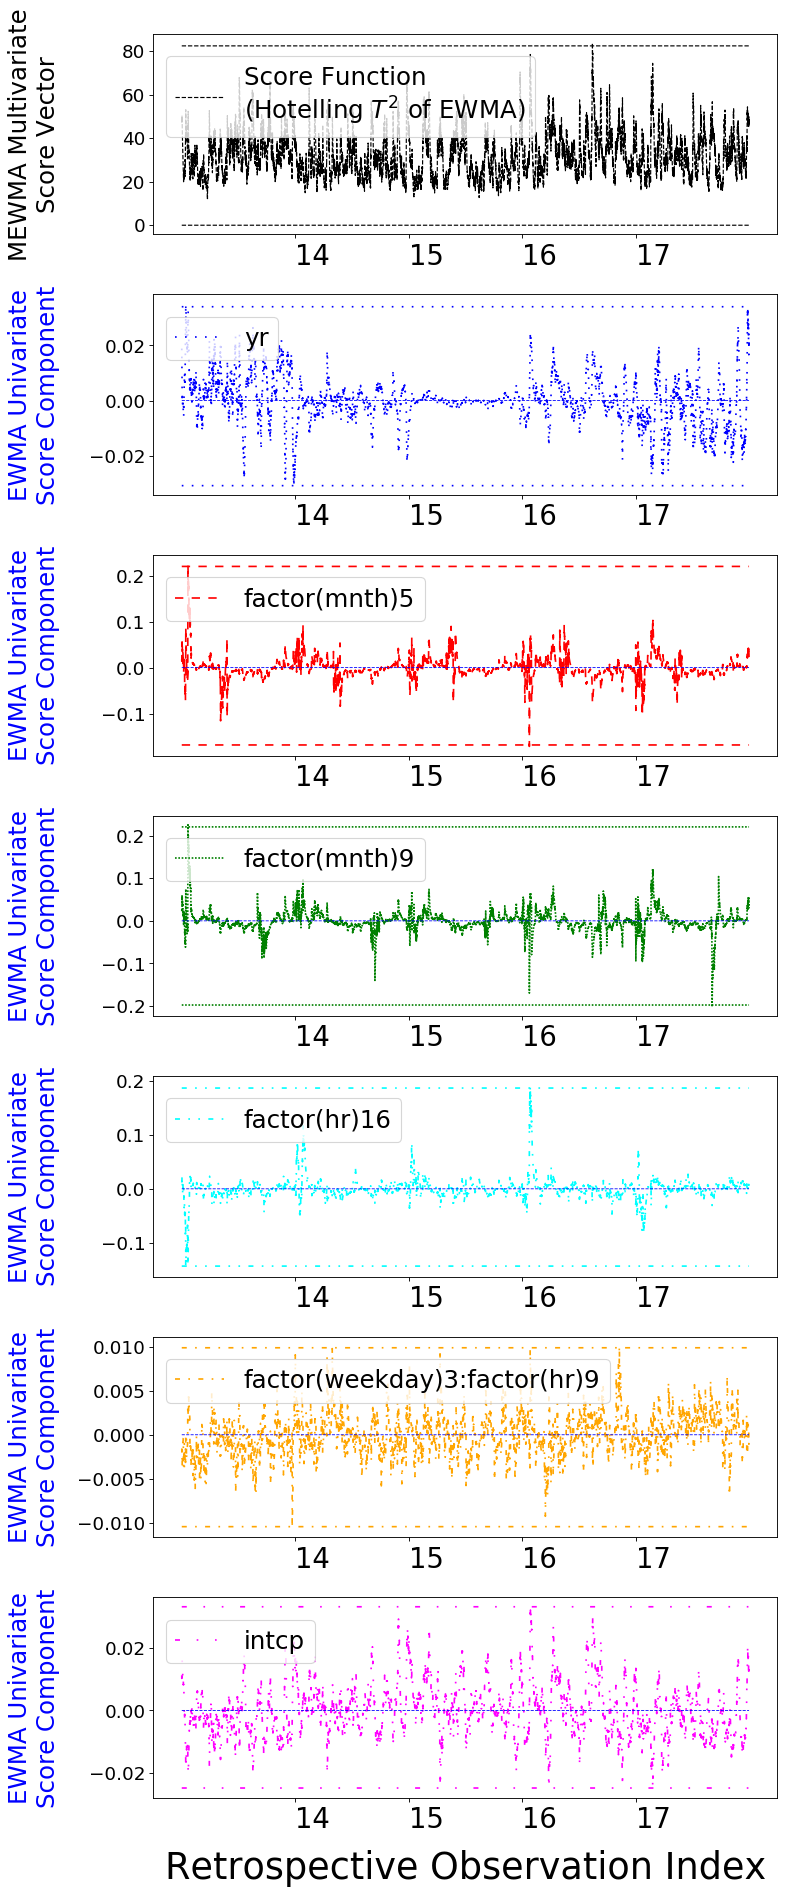 MEWMA Multivariate
Score Vector
80
60
40
20
0
Score Function
(Hotelling T² of EWMA)
14 15 16 17
EWMA Univariate
Score Component
0.02
0.00
−0.02
yr
14 15 16 17
EWMA Univariate
Score Component
0.2
0.1
0.0
−0.1
factor(mnth)5
14 15 16 17
EWMA Univariate
Score Component
0.2
0.1
0.0
−0.1
−0.2
factor(mnth)9
14 15 16 17
EWMA Univariate
Score Component
0.2
0.1
0.0
−0.1
factor(hr)16
14 15 16 17
EWMA Univariate
Score Component
0.010
0.005
0.000
−0.005
−0.010
factor(weekday)3:factor(hr)9
14 15 16 17
EWMA Univariate
Score Component
0.02
0.00
−0.02
intcp
14 15 16 17
Retrospective Observation Index